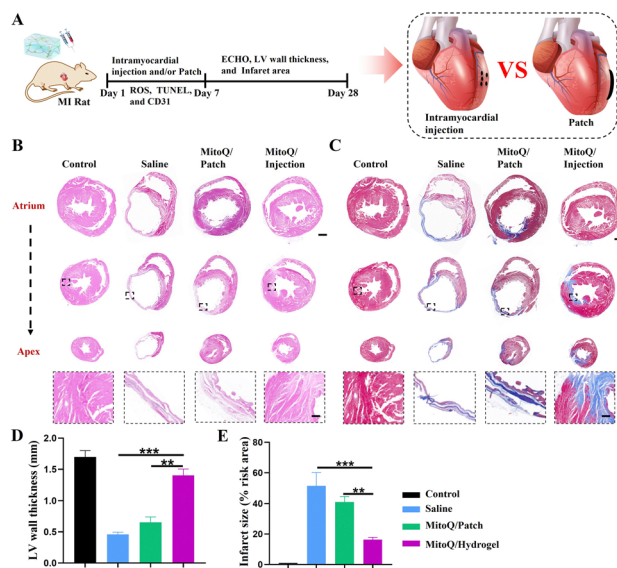 A
Intramyocardial
injection and/or Patch
ECHO, LV wall thickness,
and Infaret area
MI Rat
Day 1
ROS, TUNEL,
and CD31
Day 7
Day 28
VS
Intramyocardial
injection
Patch
B
Control
Saline
MitoQ/
Patch
MitoQ/
Injection
C
Control
Saline
MitoQ/
Patch
MitoQ/
Injection
Atrium
Apex
D
LV wall thickness (mm)
2.0
1.5
1.0
0.5
0.0
***
**
E
Infarct size (% risk area)
80
60
40
20
0
***
**
Control
Saline
MitoQ/Patch
MitoQ/Hydrogel